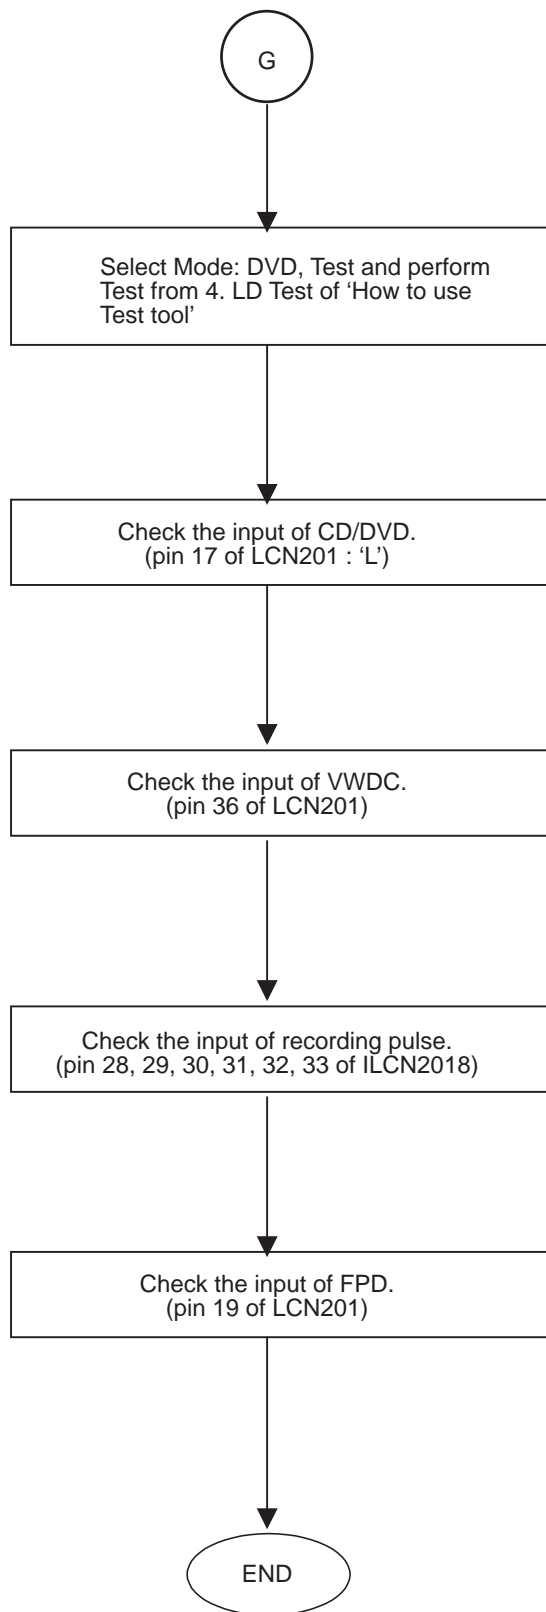 G
Select Mode: DVD, Test and perform
Test from 4. LD Test of ‘How to use
Test tool’
Check the input of CD/DVD.
(pin 17 of LCN201 : ‘L’)
Check the input of VWDC.
(pin 36 of LCN201)
Check the input of recording pulse.
(pin 28, 29, 30, 31, 32, 33 of ILCN2018)
Check the input of FPD.
(pin 19 of LCN201)
END